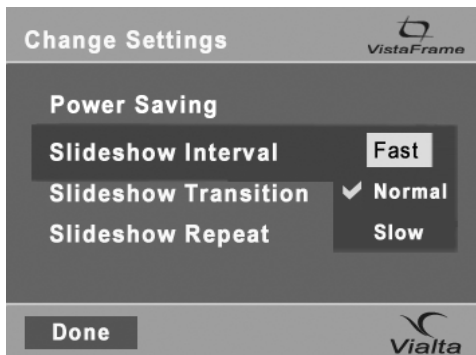 Change Settings
VistaFrame
Power Saving
Slideshow Interval
Fast
Slideshow Transition
Normal
Slideshow Repeat
Slow
Done
Vialta